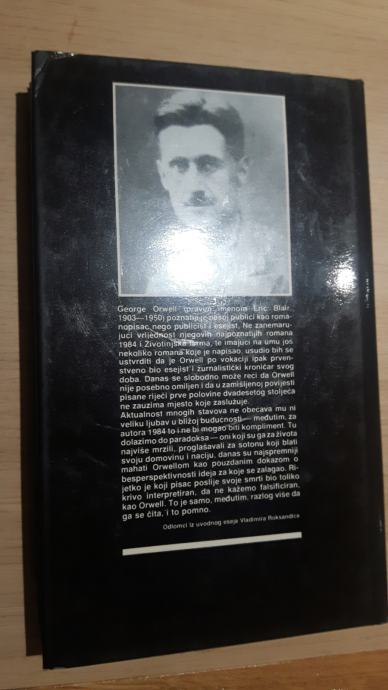 George Orwell (pravim imenom Eric Blair,
1903—1950) poznatiji je našoj publici kao roma-
nopisac, nego publicist i esejist. Ne zanemaru-
jući vrijednost njegovih najpoznatijih romana
1984 i Životinjska farma, te imajući na umu još
nekoliko romana koje je napisao, usudio bih se
ustvrditi da je Orwell po vokaciji ipak prven-
stveno bio esejist i žurnalistički kroničar svog
doba. Danas se slobodno može reći da Orwell
nije posebno omiljen i da u zamišljenoj povijesti
pisane riječi prve polovine dvadesetog stoljeća
ne zauzima mjesto koje zaslužuje.
Aktualnost mnogih stavova ne obećava mu ni
veliku ljubav u bližoj budućnosti — međutim, za
autora 1984 to i ne bi mogao biti kompliment. Tu
dolazimo do paradoksa — oni koji su ga za života
najviše mrzili, proglašavali za sotonu koji blati
svoju domovinu i naciju, danas su najspremniji
mahati Orwellom kao pouzdanim dokazom o
besperspektivnosti ideja za koje se zalagao. Ri-
jetko je koji pisac poslije svoje smrti bio toliko
krivo interpretiran, da ne kažemo falsificiran,
kao Orwell. To je samo, međutim, razlog više da
ga se čita, i to pomno.
Odlomci iz uvodnog eseja Vladimira Roksandića